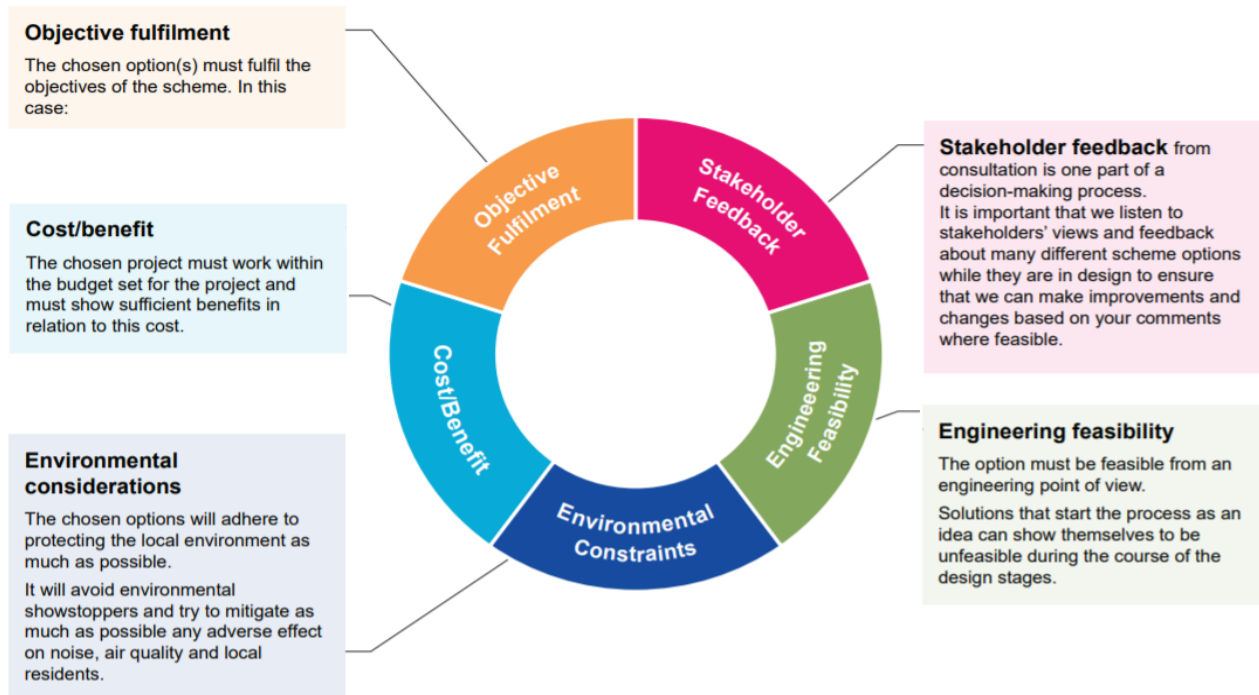 Objective fulfilment
The chosen option(s) must fulfil the
objectives of the scheme. In this
case:
Cost/benefit
The chosen project must work within
the budget set for the project and
must show sufficient benefits in
relation to this cost.
Environmental
considerations
The chosen options will adhere to
protecting the local environment as
much as possible.
It will avoid environmental
showstoppers and try to mitigate as
much as possible any adverse effect
on noise, air quality and local
residents.
Objective
Fulfilment
Stakeholder
Feedback
Cost/Benefit
Engineeering
Feasibility
Environmental
Constraints
Stakeholder feedback from
consultation is one part of a
decision-making process.
It is important that we listen to
stakeholders' views and feedback
about many different scheme options
while they are in design to ensure
that we can make improvements and
changes based on your comments
where feasible.
Engineering feasibility
The option must be feasible from an
engineering point of view.
Solutions that start the process as an
idea can show themselves to be
unfeasible during the course of the
design stages.